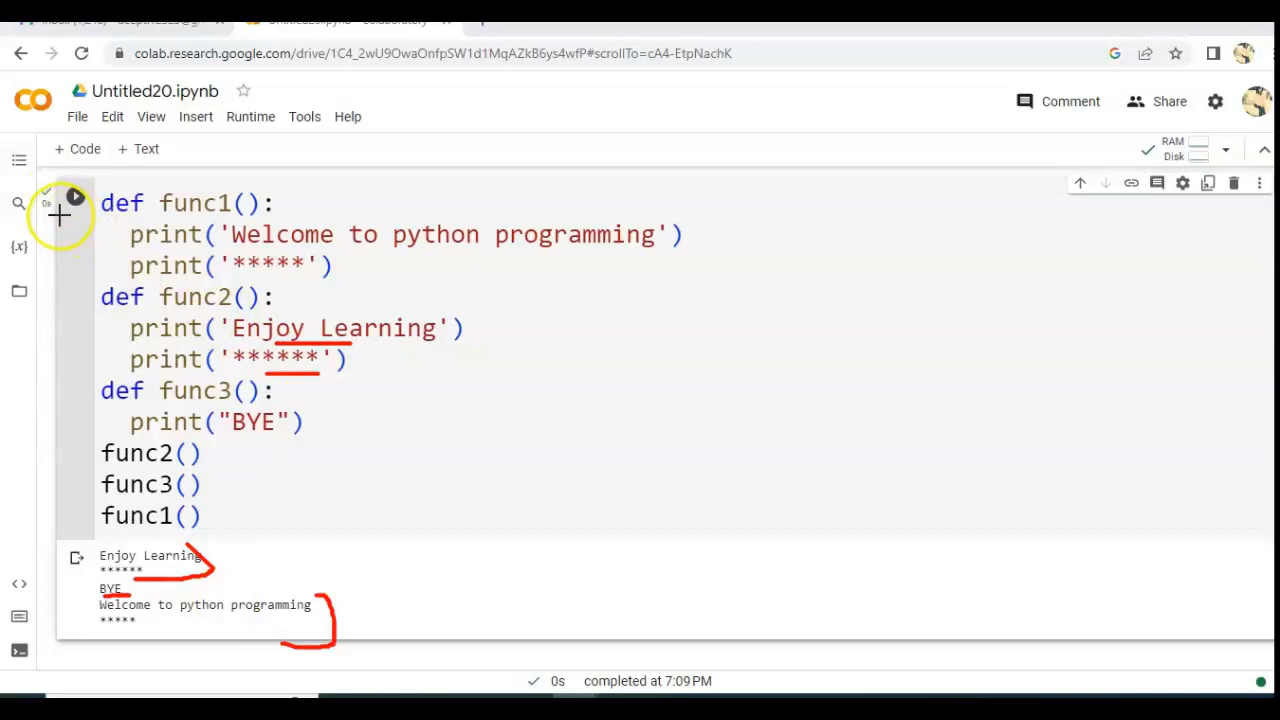 colab.research.google.com/drive/1C4_2wU9OwaOnfpSW1d1MqAZkB6ys4wfP#scrollTo=cA4-EtpNachK
CO Untitled20.ipynb
File Edit View Insert Runtime Tools Help
Comment Share
+ Code + Text
RAM
Disk
0s
{x}
def func1():
print('Welcome to python programming')
print('*****')
def func2():
print('Enjoy Learning')
print('******')
def func3():
print("BYE")
func2()
func3()
func1()
Enjoy Learning
******
BYE
Welcome to python programming
*****
0s completed at 7:09 PM